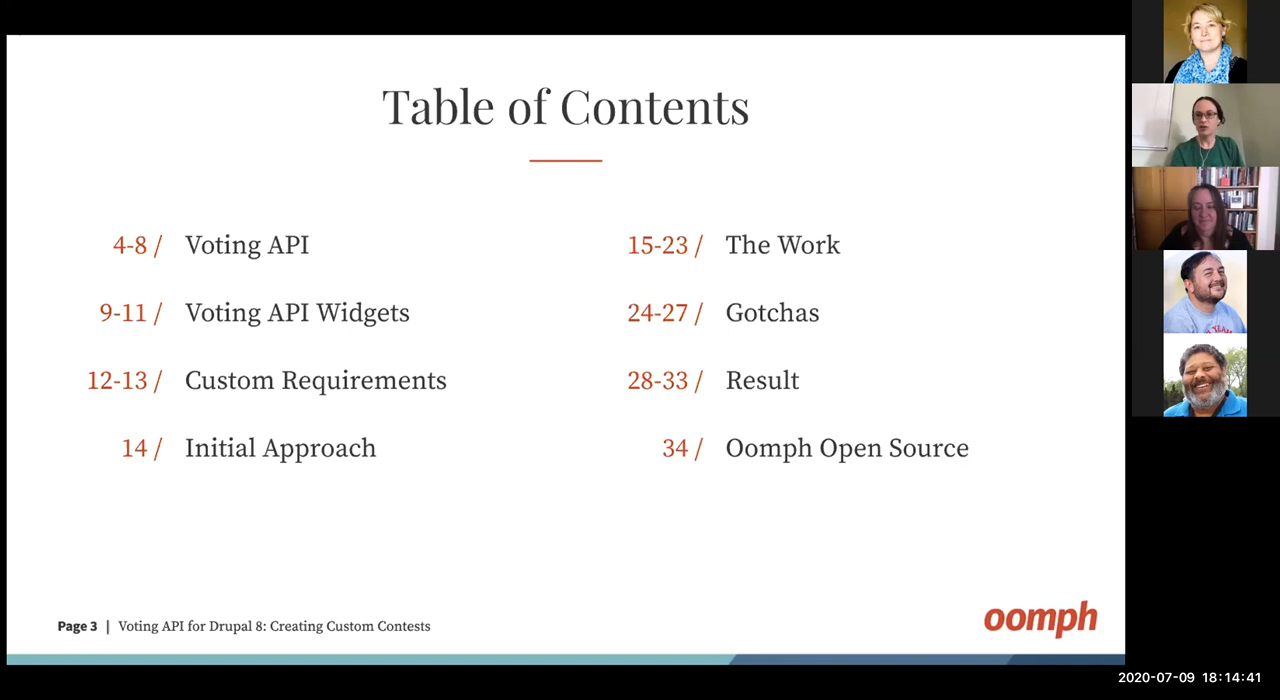 Table of Contents
4-8 / Voting API
9-11 / Voting API Widgets
12-13 / Custom Requirements
14 / Initial Approach
15-23 / The Work
24-27 / Gotchas
28-33 / Result
34 / Oomph Open Source
Page 3 | Voting API for Drupal 8: Creating Custom Contests
oomph
2020-07-09 18:14:41